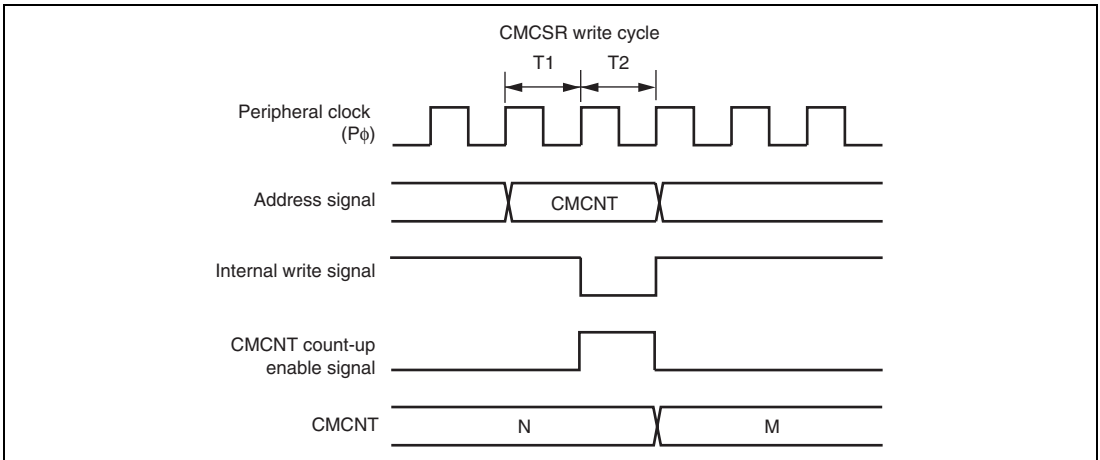 CMCSR write cycle
T1 T2
Peripheral clock
(Pϕ)
Address signal
CMCNT
Internal write signal
CMCNT count-up
enable signal
CMCNT
N
M